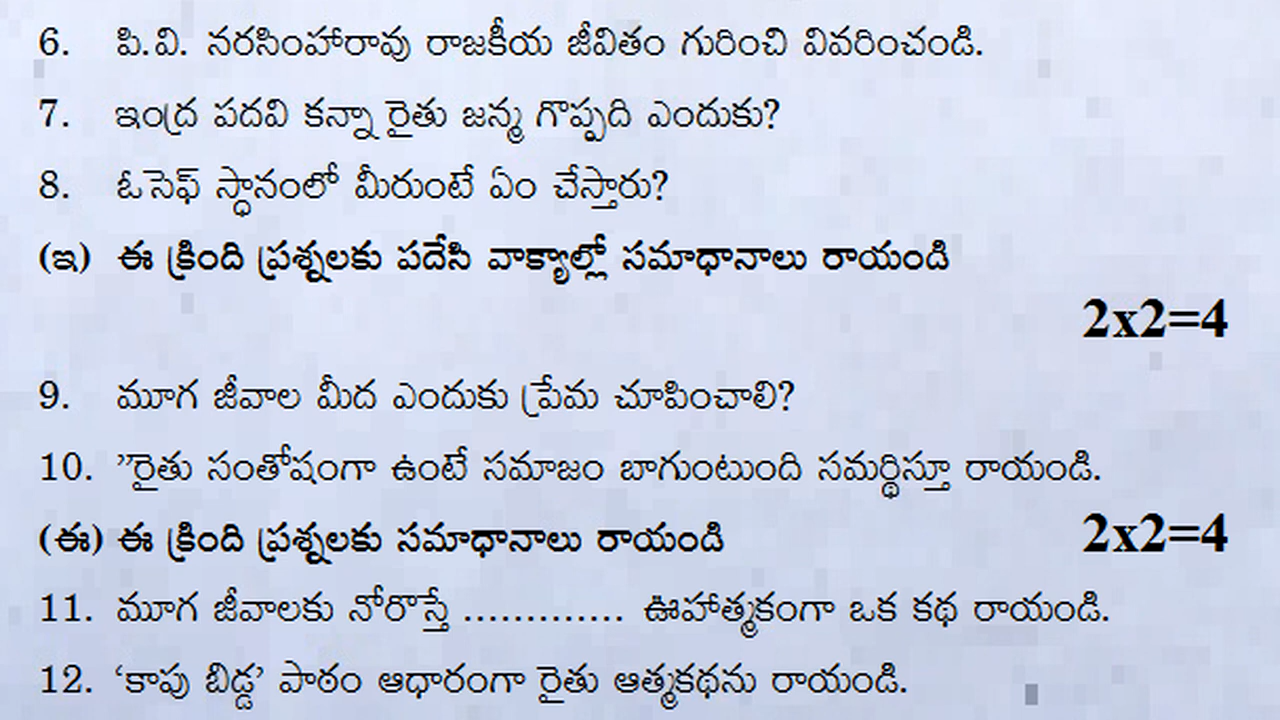 6. పి.వి. నరసింహారావు రాజకీయ జీవితం గురించి వివరించండి.
7. ఇంద్ర పదవి కన్నా రైతు జన్మ గొప్పది ఎందుకు?
8. ఓసెఫ్ స్ధానంలో మీరుంటే ఏం చేస్తారు?
(ఇ) ఈ క్రింది ప్రశ్నలకు పదేసి వాక్యాల్లో సమాధానాలు రాయండి
2x2=4
9. మూగ జీవాల మీద ఎందుకు ప్రేమ చూపించాలి?
10. ”రైతు సంతోషంగా ఉంటే సమాజం బాగుంటుంది సమర్థిస్తూ రాయండి.
(ఈ) ఈ క్రింది ప్రశ్నలకు సమాధానాలు రాయండి 2x2=4
11. మూగ జీవాలకు నోరొస్తే ............. ఊహాత్మకంగా ఒక కథ రాయండి.
12. ‘కాపు బిడ్డ’ పాఠం ఆధారంగా రైతు ఆత్మకథను రాయండి.